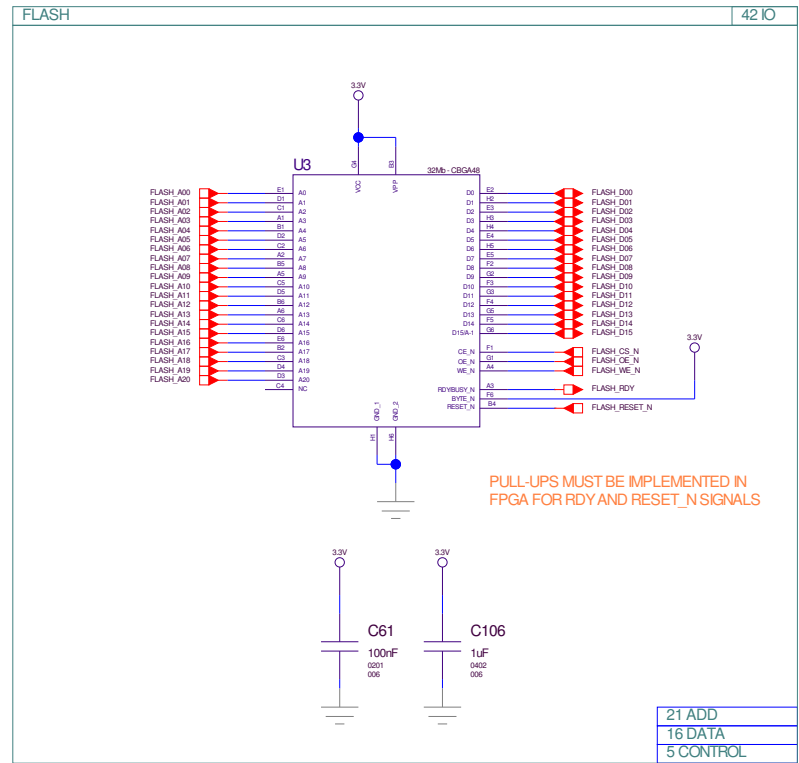 FLASH
42 IO
3.3V
U3
32Mb - CBGA48
G4
B3
VCC
VPP
FLASH_A00 E1 A0
FLASH_A01 D1 A1
FLASH_A02 C1 A2
FLASH_A03 A1 A3
FLASH_A04 B1 A4
FLASH_A05 D2 A5
FLASH_A06 C2 A6
FLASH_A07 A2 A7
FLASH_A08 B5 A8
FLASH_A09 A5 A9
FLASH_A10 C5 A10
FLASH_A11 D5 A11
FLASH_A12 B6 A12
FLASH_A13 A6 A13
FLASH_A14 C6 A14
FLASH_A15 D6 A15
FLASH_A16 E6 A16
FLASH_A17 B2 A17
FLASH_A18 C3 A18
FLASH_A19 D4 A19
FLASH_A20 D3 A20
C4 NC
D0 E2 FLASH_D00
D1 H2 FLASH_D01
D2 E3 FLASH_D02
D3 H3 FLASH_D03
D4 H4 FLASH_D04
D5 E4 FLASH_D05
D6 H5 FLASH_D06
D7 E5 FLASH_D07
D8 F2 FLASH_D08
D9 G2 FLASH_D09
D10 F3 FLASH_D10
D11 G3 FLASH_D11
D12 F4 FLASH_D12
D13 G5 FLASH_D13
D14 F5 FLASH_D14
D15/A-1 G6 FLASH_D15
3.3V
CE_N F1 FLASH_CS_N
OE_N G1 FLASH_OE_N
WE_N A4 FLASH_WE_N
RDY/BUSY_N A3 FLASH_RDY
BYTE_N F6
RESET_N B4 FLASH_RESET_N
GND_1
GND_2
H1
H6
PULL-UPS MUST BE IMPLEMENTED IN
FPGA FOR RDY AND RESET_N SIGNALS
3.3V
C61
100nF
0201
006
3.3V
C106
1uF
0402
006
21 ADD
16 DATA
5 CONTROL